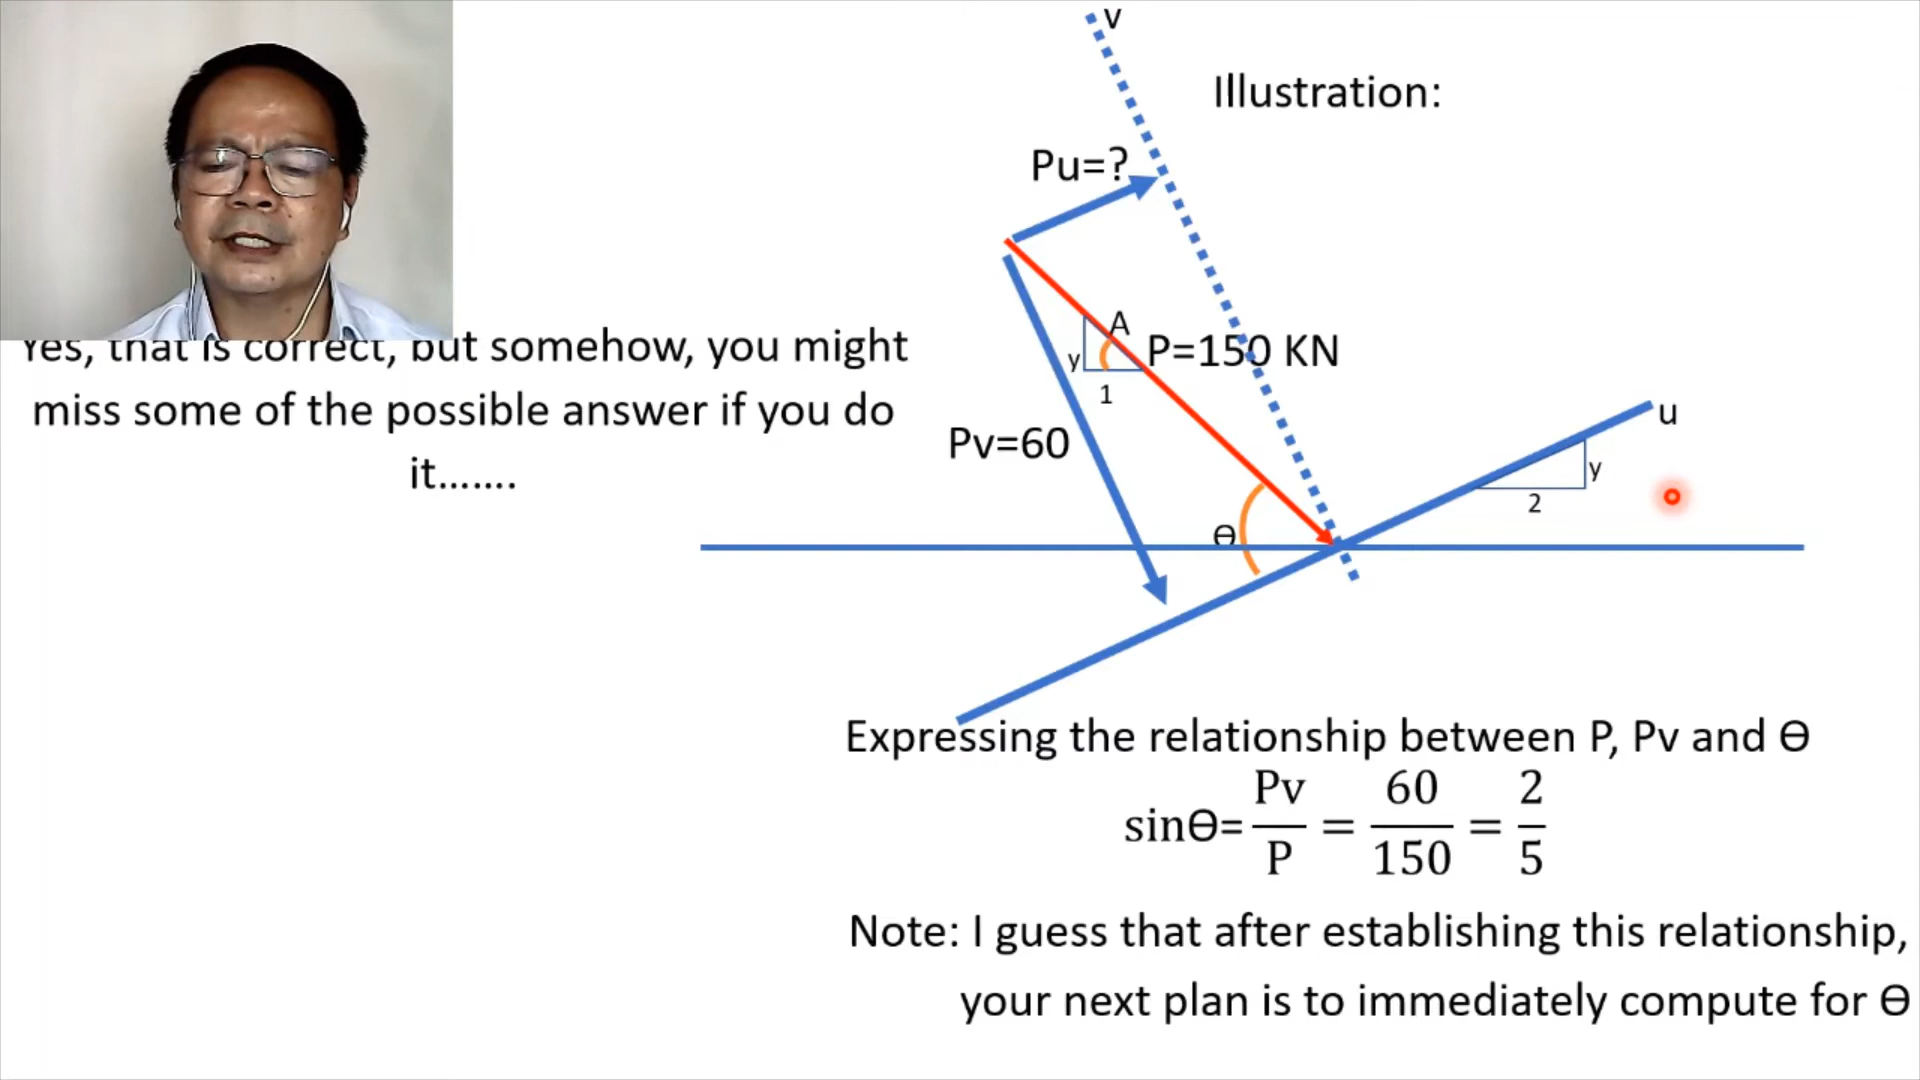 v
Illustration:
Pu=?
A
y
P=150 KN
1
Yes, that is correct, but somehow, you might
miss some of the possible answer if you do
it…….
Pv=60
u
y
2
Ɵ
Expressing the relationship between P, Pv and Ɵ
sinƟ= Pv/P = 60/150 = 2/5
Note: I guess that after establishing this relationship,
your next plan is to immediately compute for Ɵ